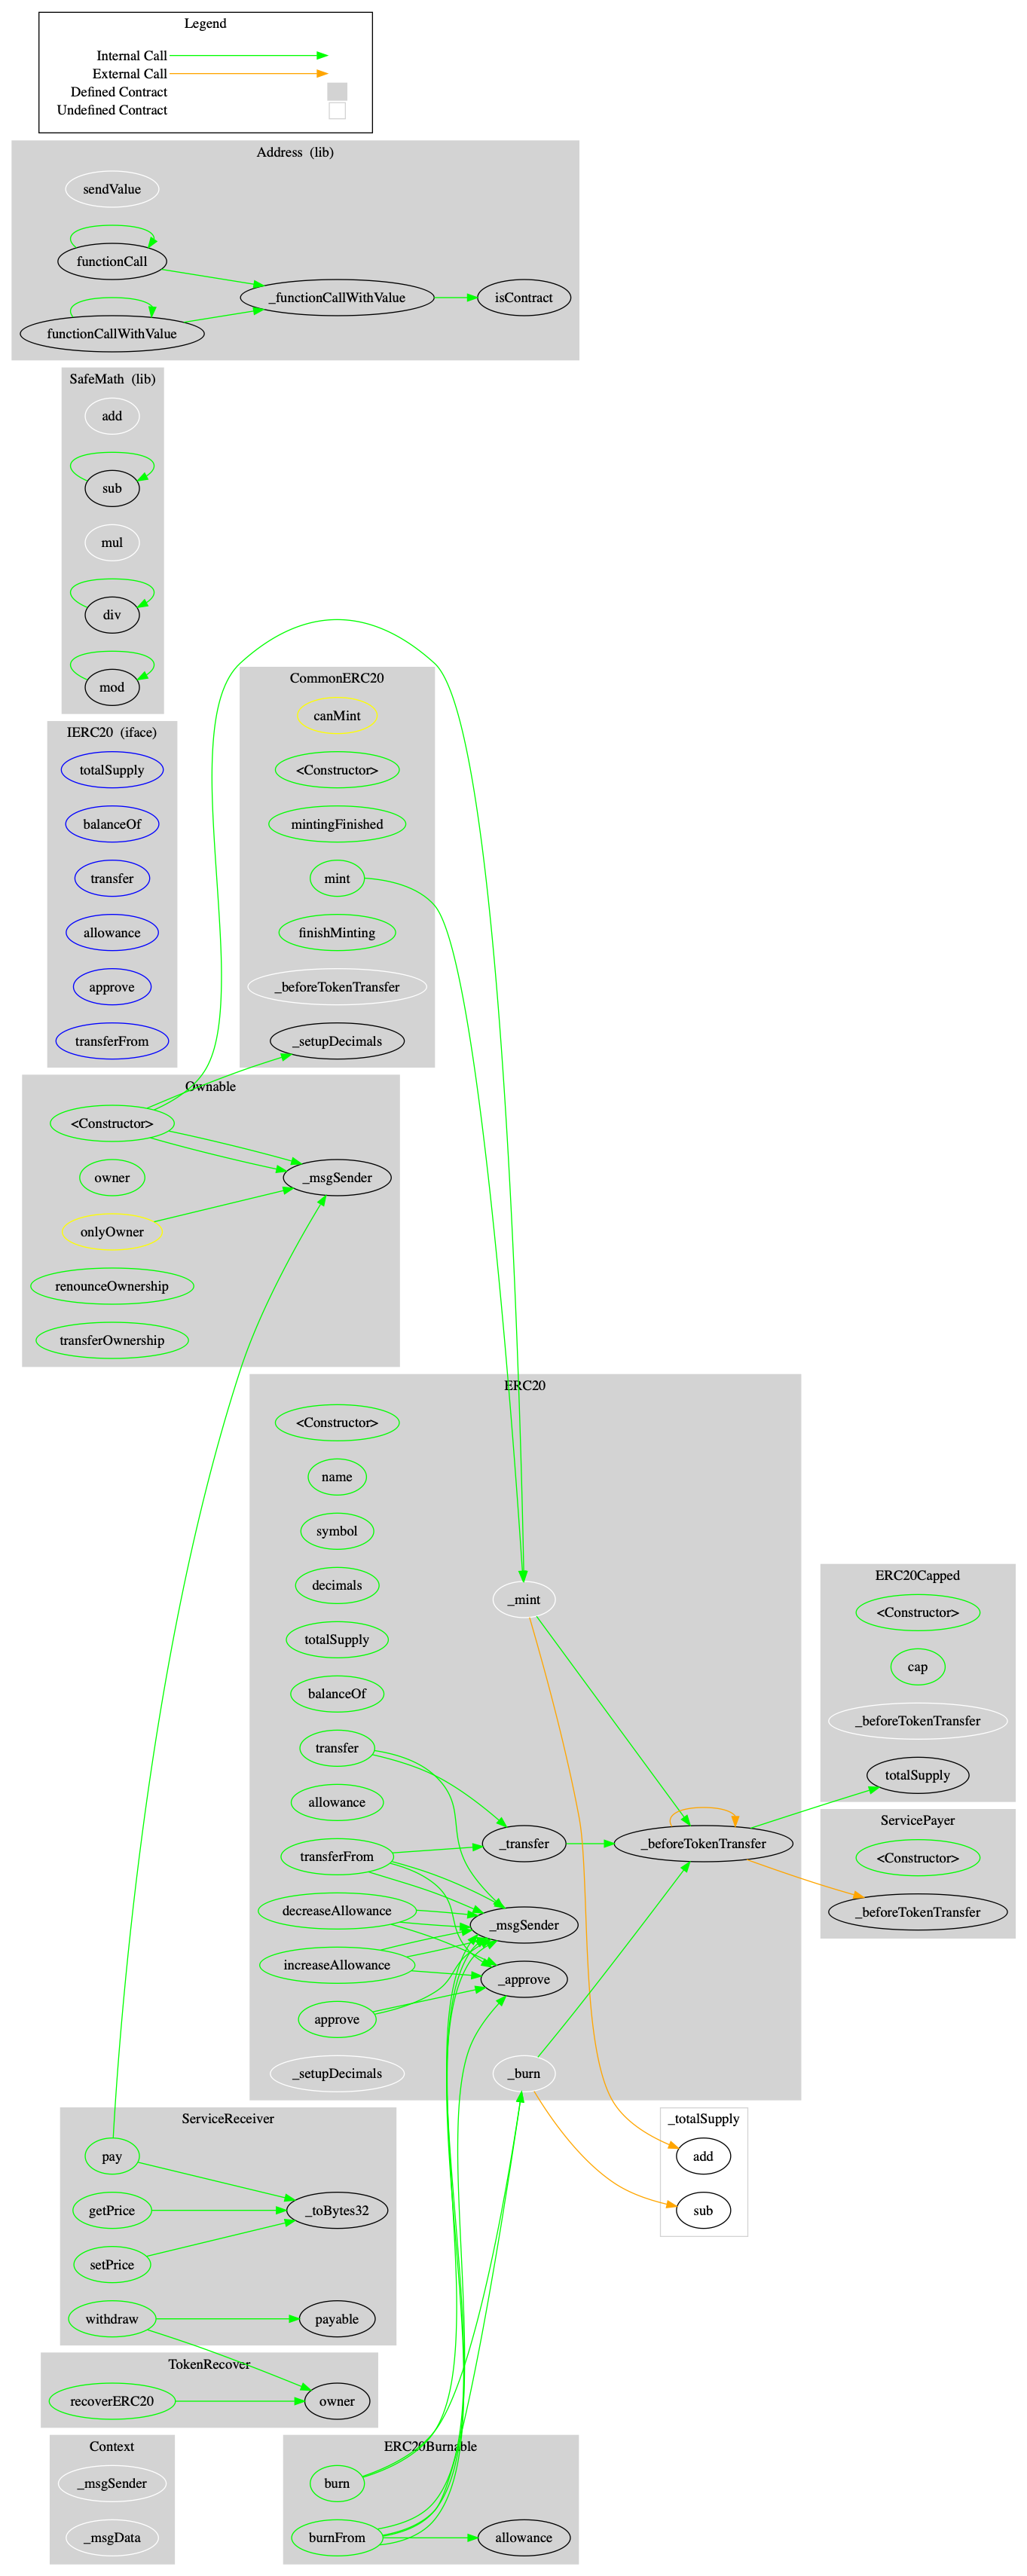 Legend
Internal Call
External Call
Defined Contract
Undefined Contract
Address  (lib)
sendValue
functionCall
functionCallWithValue
_functionCallWithValue
isContract
SafeMath  (lib)
add
sub
mul
div
mod
IERC20  (iface)
totalSupply
balanceOf
transfer
allowance
approve
transferFrom
CommonERC20
canMint
<Constructor>
mintingFinished
mint
finishMinting
_beforeTokenTransfer
_setupDecimals
Ownable
<Constructor>
owner
onlyOwner
renounceOwnership
transferOwnership
_msgSender
ERC20
<Constructor>
name
symbol
decimals
totalSupply
balanceOf
transfer
allowance
transferFrom
decreaseAllowance
increaseAllowance
approve
_setupDecimals
_mint
_transfer
_msgSender
_approve
_burn
_beforeTokenTransfer
ERC20Capped
<Constructor>
cap
_beforeTokenTransfer
totalSupply
ServicePayer
<Constructor>
_beforeTokenTransfer
_totalSupply
add
sub
ServiceReceiver
pay
getPrice
setPrice
withdraw
_toBytes32
payable
TokenRecover
recoverERC20
owner
Context
_msgSender
_msgData
ERC20Burnable
burn
burnFrom
allowance